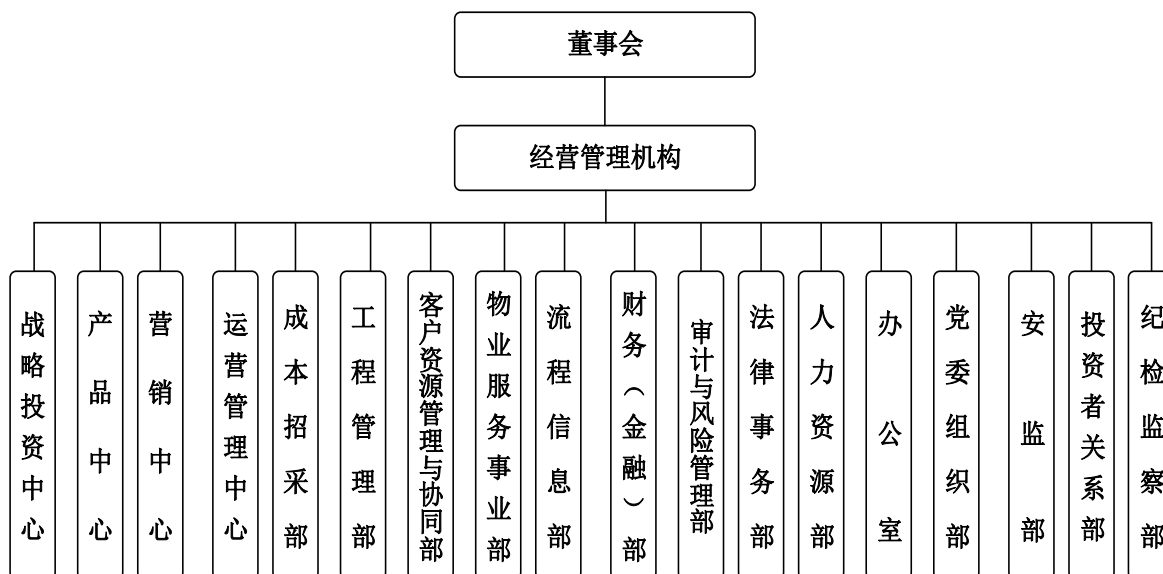 董事会
经营管理机构
战略投资中心
产品中心
营销中心
运营管理中心
成本招采部
工程管理部
客户资源管理与协同部
物业服务事业部
流程信息部
财务（金融）部
审计与风险管理部
法律事务部
人力资源部
办公室
党委组织部
安监部
投资者关系部
纪检监察部